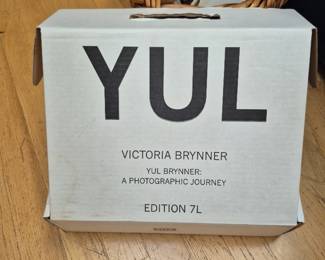 YUL
VICTORIA BRYNNER
YUL BRYNNER:
A PHOTOGRAPHIC JOURNEY
EDITION 7L